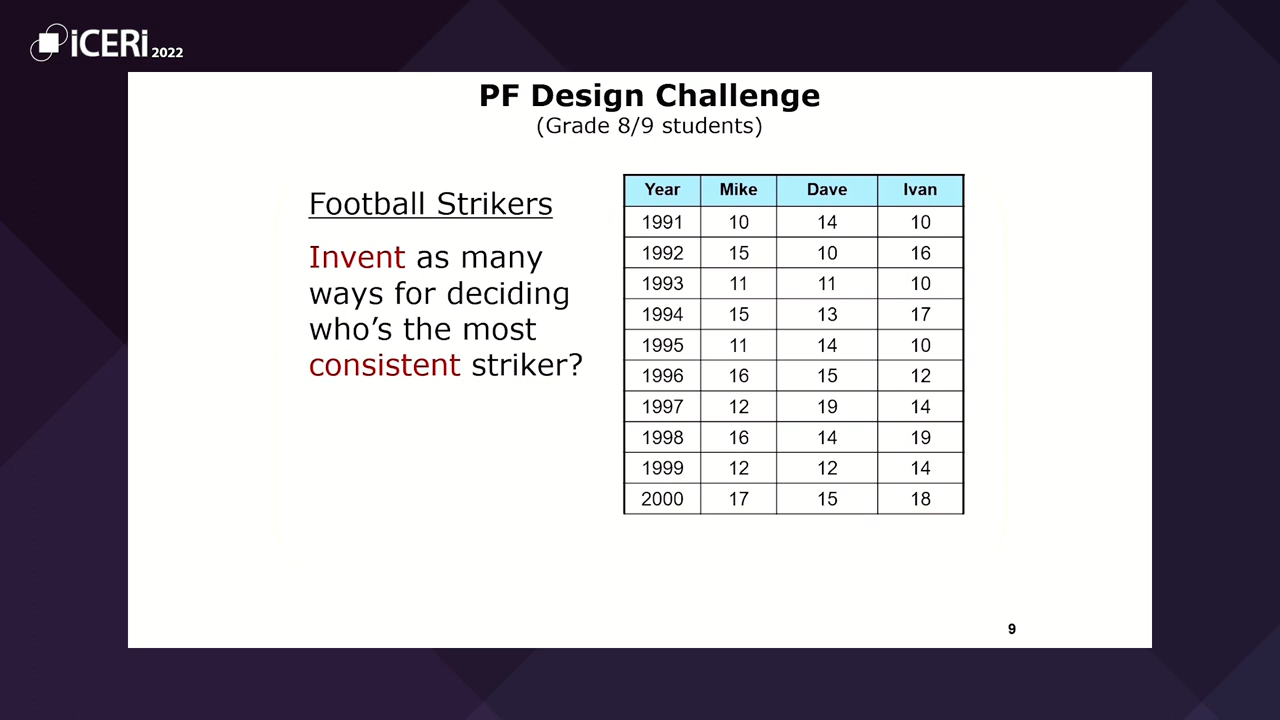 iCERi 2022
PF Design Challenge
(Grade 8/9 students)
Football Strikers
Invent as many
ways for deciding
who's the most
consistent striker?
Year Mike Dave Ivan
1991 10 14 10
1992 15 10 16
1993 11 11 10
1994 15 13 17
1995 11 14 10
1996 16 15 12
1997 12 19 14
1998 16 14 19
1999 12 12 14
2000 17 15 18
9